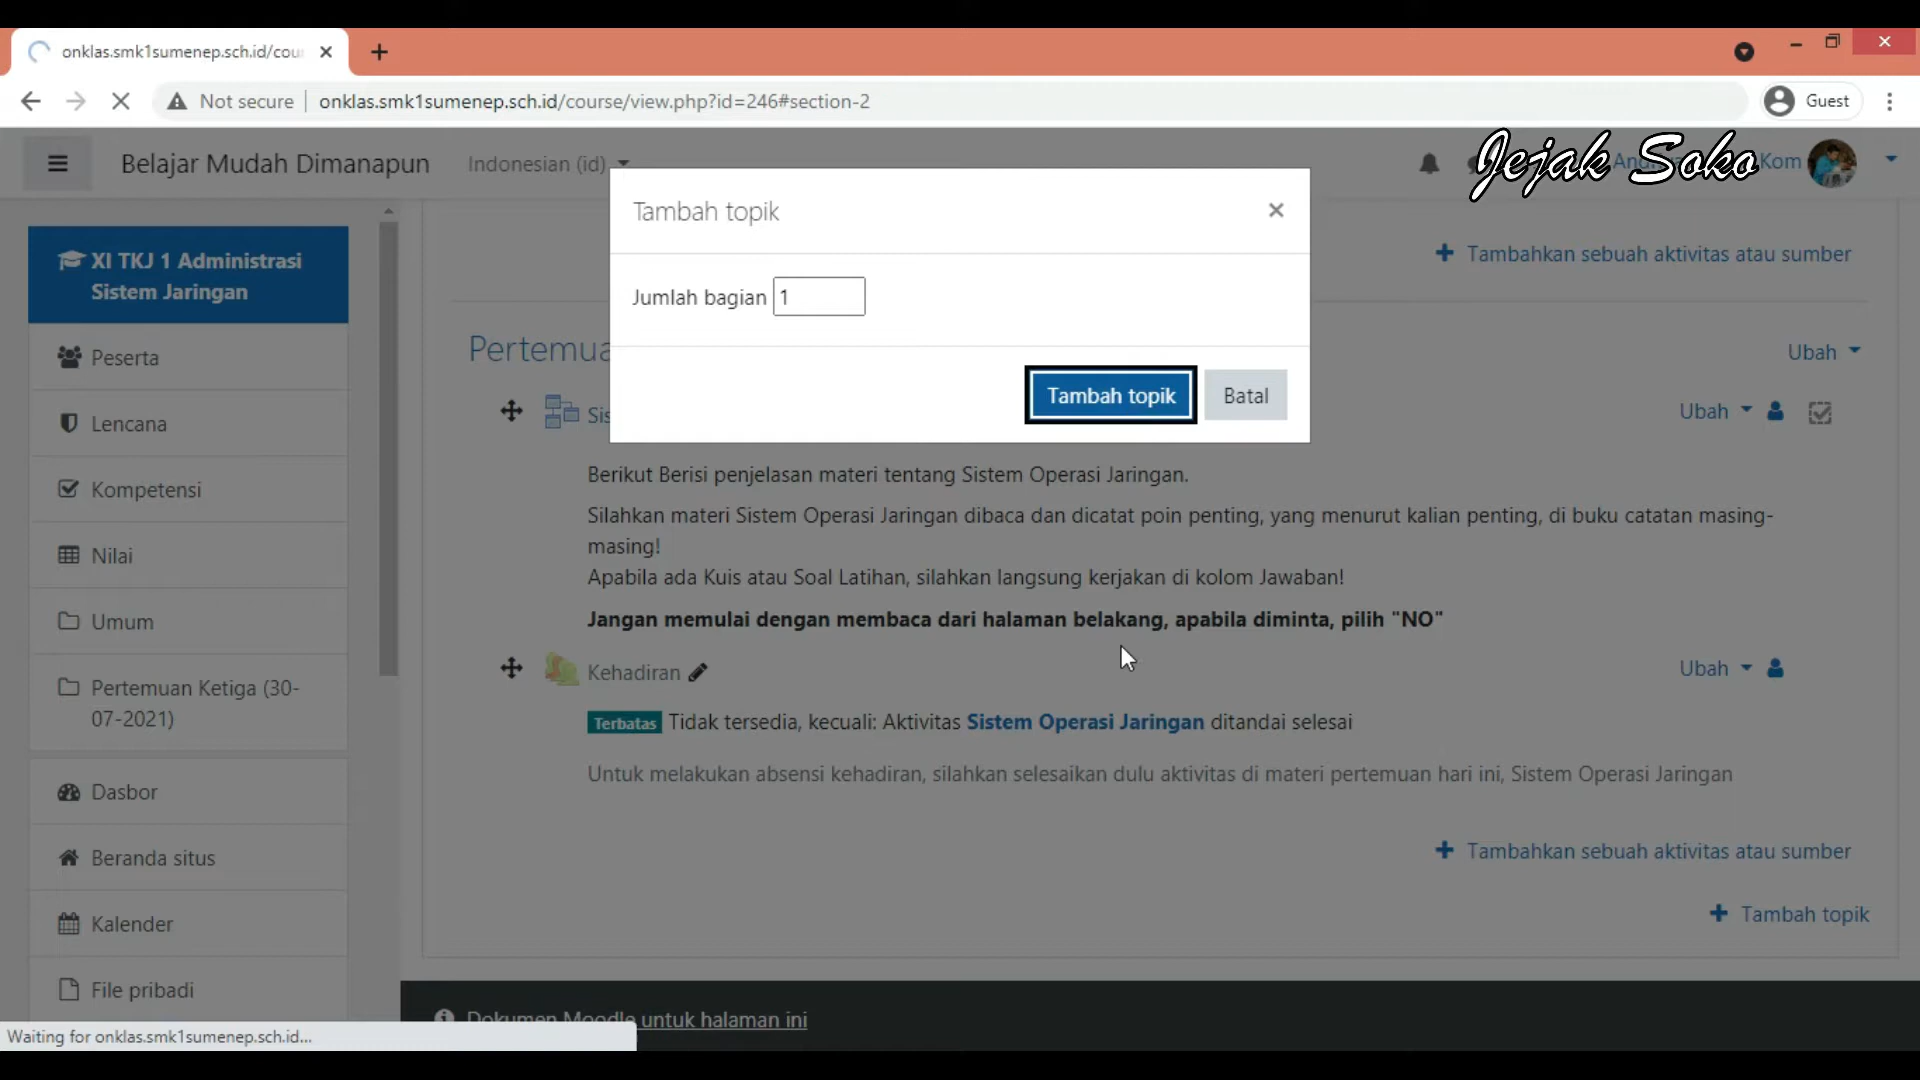 onklas.smk1sumenep.sch.id/cou
Not secure
onklas.smk1sumenep.sch.id/course/view.php?id=246#section-2
Guest
Belajar Mudah Dimanapun
Indonesian (id)
Jejak Soko
Kom
Tambah topik
Jumlah bagian 1
Tambah topik
Batal
XI TKJ 1 Administrasi
Sistem Jaringan
Peserta
Lencana
Kompetensi
Nilai
Umum
Pertemuan Ketiga (30-
07-2021)
Dasbor
Beranda situs
Kalender
File pribadi
Tambahkan sebuah aktivitas atau sumber
Ubah
Ubah
Berikut Berisi penjelasan materi tentang Sistem Operasi Jaringan.
Silahkan materi Sistem Operasi Jaringan dibaca dan dicatat poin penting, yang menurut kalian penting, di buku catatan masing-
masing!
Apabila ada Kuis atau Soal Latihan, silahkan langsung kerjakan di kolom Jawaban!
Jangan memulai dengan membaca dari halaman belakang, apabila diminta, pilih "NO"
Kehadiran
Ubah
Terbatas Tidak tersedia, kecuali: Aktivitas Sistem Operasi Jaringan ditandai selesai
Untuk melakukan absensi kehadiran, silahkan selesaikan dulu aktivitas di materi pertemuan hari ini, Sistem Operasi Jaringan
Tambahkan sebuah aktivitas atau sumber
Tambah topik
Dokumen Moodle untuk halaman ini
Waiting for onklas.smk1sumenep.sch.id...